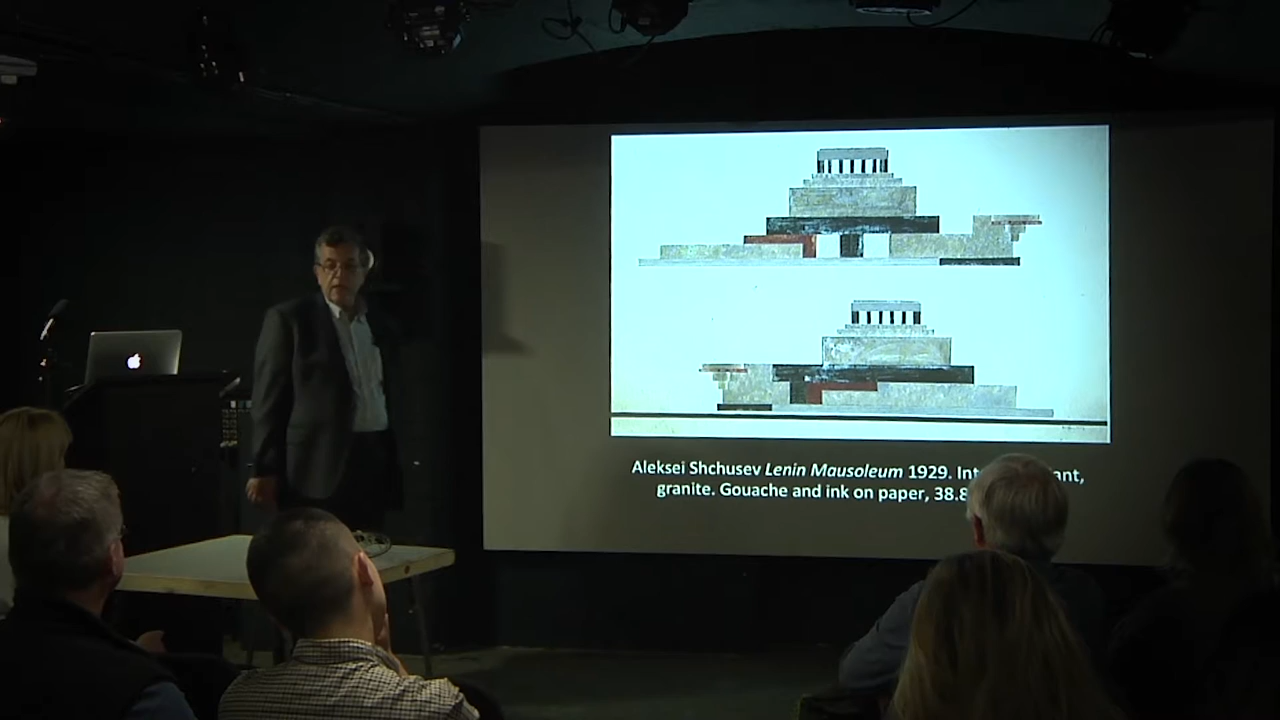 Aleksei Shchusev Lenin Mausoleum 1929.
granite. Gouache and ink on paper,